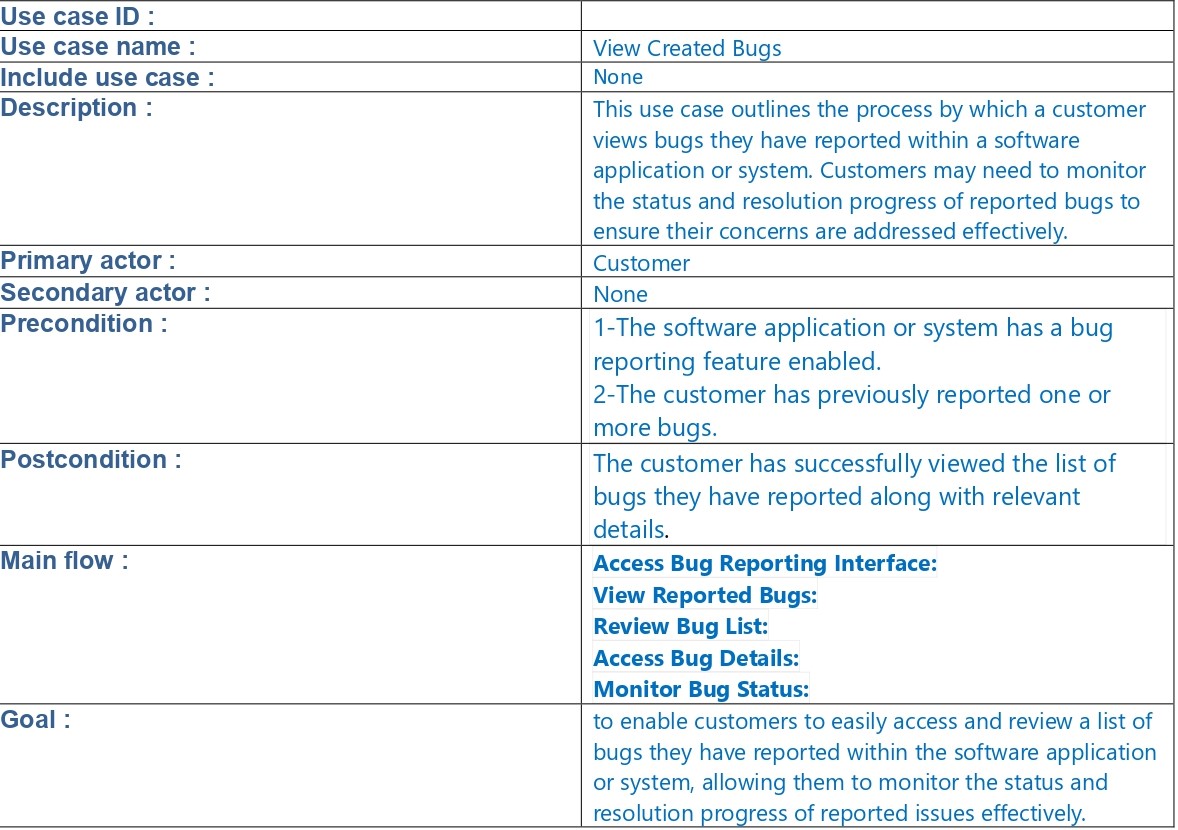 Use case ID :
Use case name :
View Created Bugs
Include use case :
None
Description :
This use case outlines the process by which a customer
views bugs they have reported within a software
application or system. Customers may need to monitor
the status and resolution progress of reported bugs to
ensure their concerns are addressed effectively.
Primary actor :
Customer
Secondary actor :
None
Precondition :
1-The software application or system has a bug
reporting feature enabled.
2-The customer has previously reported one or
more bugs.
Postcondition :
The customer has successfully viewed the list of
bugs they have reported along with relevant
details.
Main flow :
Access Bug Reporting Interface:
View Reported Bugs:
Review Bug List:
Access Bug Details:
Monitor Bug Status:
Goal :
to enable customers to easily access and review a list of
bugs they have reported within the software application
or system, allowing them to monitor the status and
resolution progress of reported issues effectively.